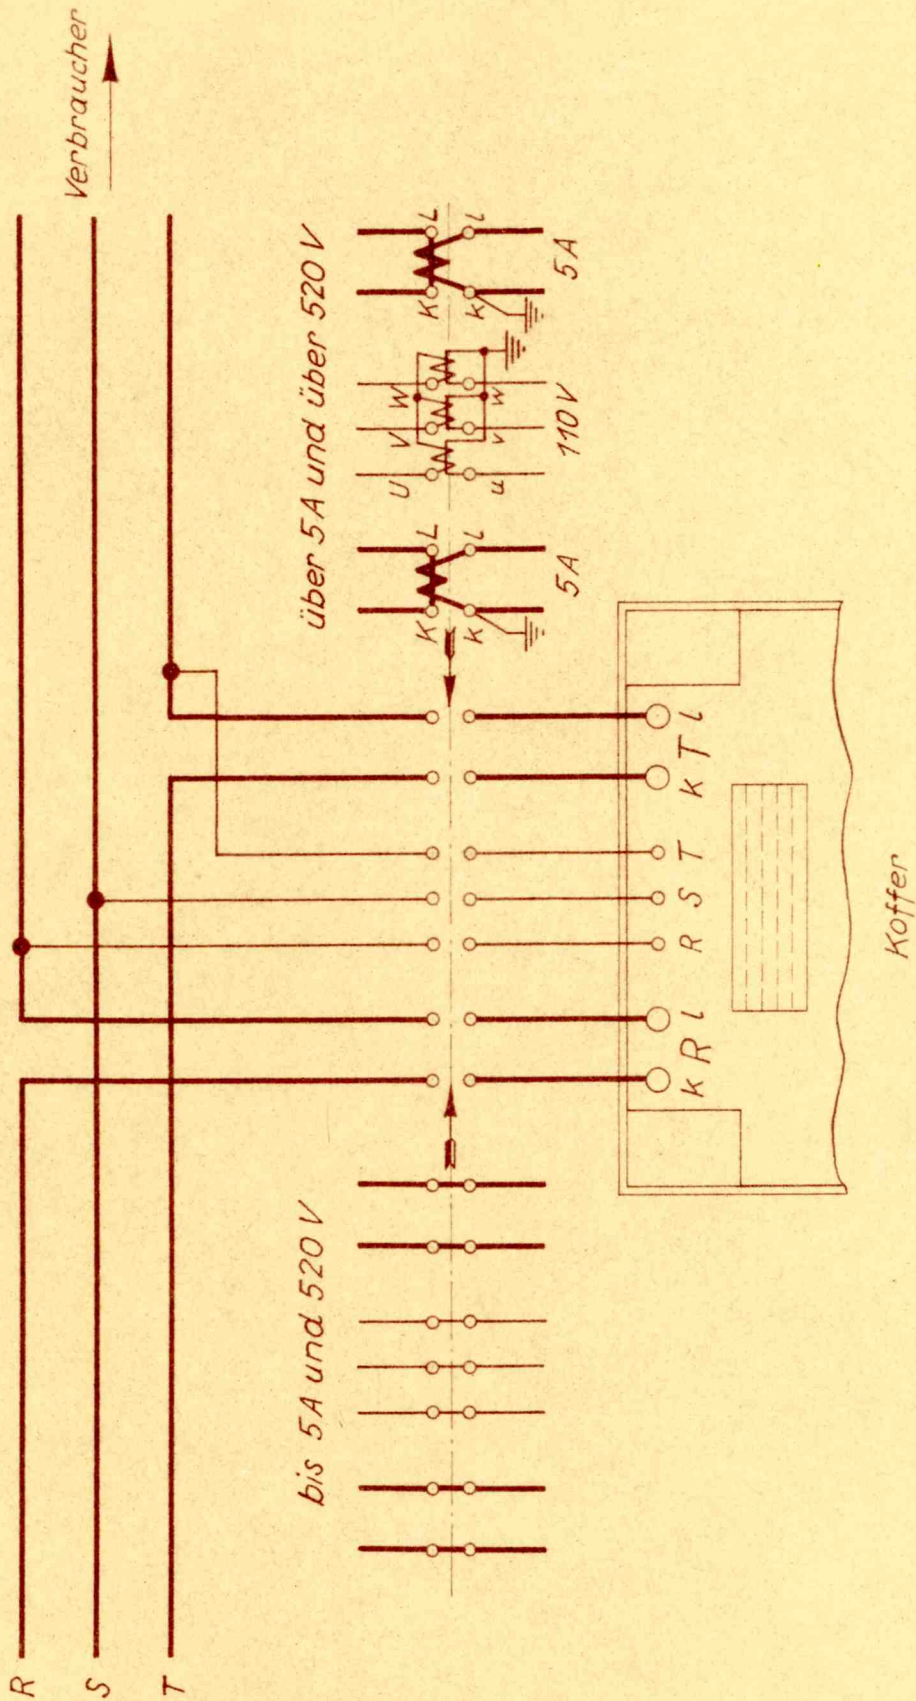 R
S
T
Verbraucher
bis 5A und 520 V
über 5A und über 520 V
K L
k l
5A
U V W
u v w
110 V
K L
k l
5A
k R l R S T k T l
Koffer